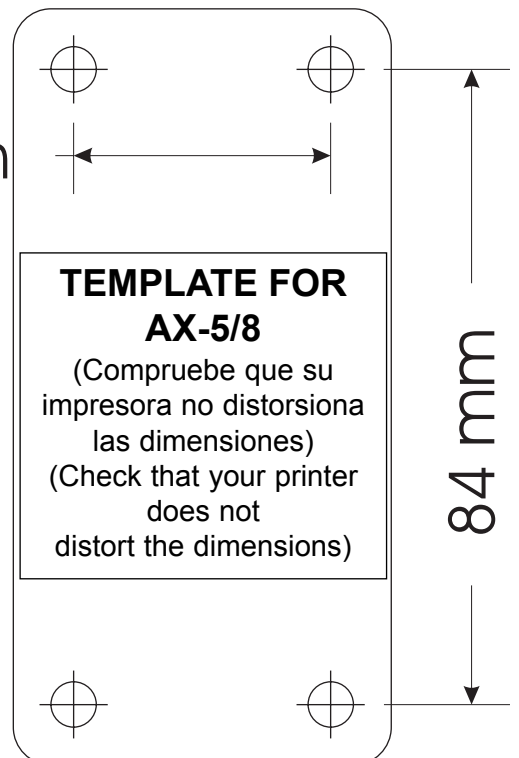 TEMPLATE FOR
AX-5/8
(Compruebe que su
impresora no distorsiona
las dimensiones)
(Check that your printer
does not
distort the dimensions)
84 mm